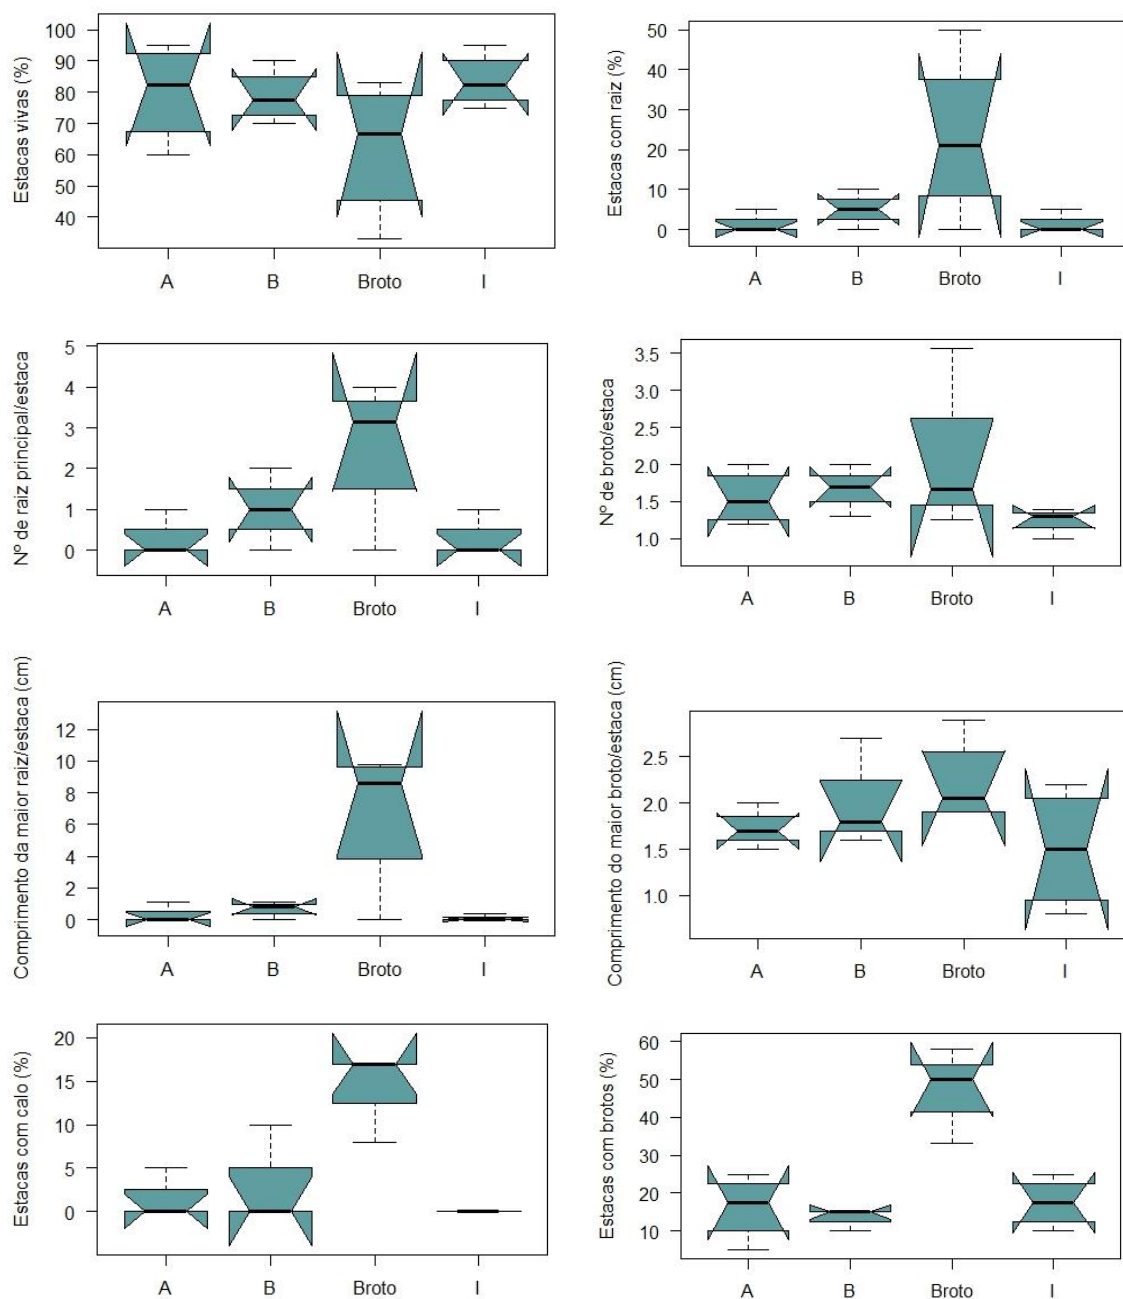 Estacas vivas (%)
100
90
80
70
60
50
40
A B Broto I
Estacas com raiz (%)
50
40
30
20
10
0
A B Broto I
Nº de raiz principal/estaca
5
4
3
2
1
0
A B Broto I
Nº de broto/estaca
3.5
3.0
2.5
2.0
1.5
1.0
A B Broto I
Comprimento da maior raiz/estaca (cm)
12
10
8
6
4
2
0
A B Broto I
Comprimento do maior broto/estaca (cm)
2.5
2.0
1.5
1.0
A B Broto I
Estacas com calo (%)
20
15
10
5
0
A B Broto I
Estacas com brotos (%)
60
50
40
30
20
10
A B Broto I